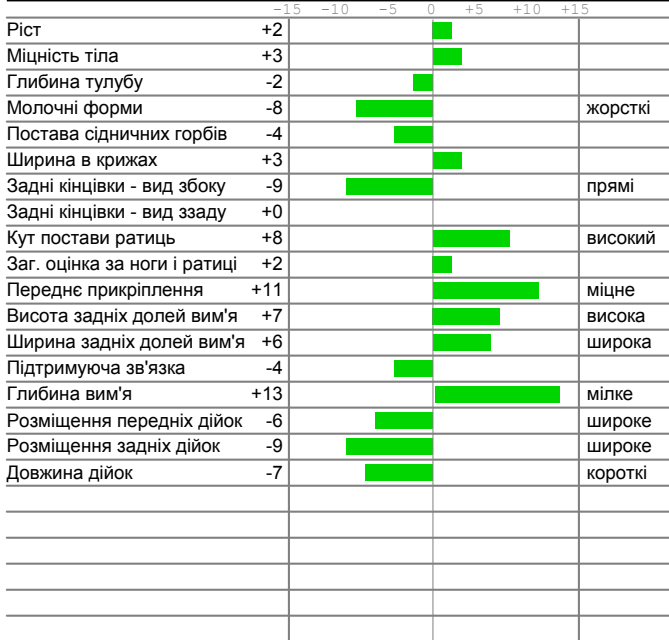 -15 -10 -5 0 +5 +10 +15
Ріст +2
Міцність тіла +3
Глибина тулубу -2
Молочні форми -8 жорсткі
Постава сідничних горбів -4
Ширина в крижах +3
Задні кінцівки - вид збоку -9 прямі
Задні кінцівки - вид ззаду +0
Кут постави ратиць +8 високий
Заг. оцінка за ноги і ратиці +2
Переднє прикріплення +11 міцне
Висота задніх долей вим'я +7 висока
Ширина задніх долей вим'я +6 широка
Підтримуюча зв'язка -4
Глибина вим'я +13 мілке
Розміщення передніх дійок -6 широке
Розміщення задніх дійок -9 широке
Довжина дійок -7 короткі